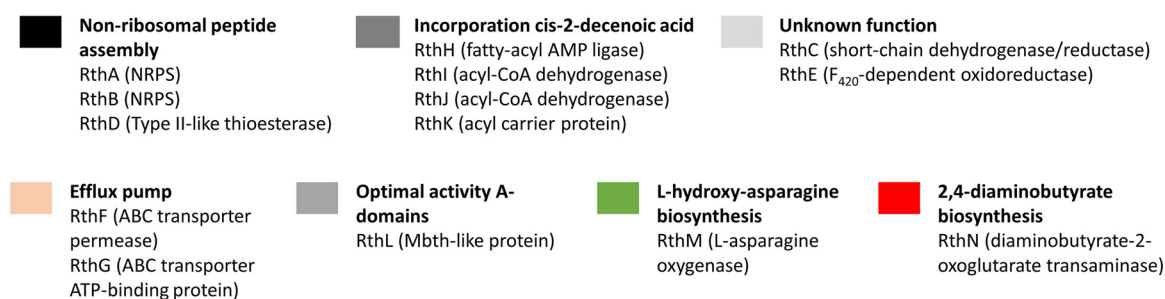 Non-ribosomal peptide
assembly
RthA (NRPS)
RthB (NRPS)
RthD (Type II-like thioesterase)
Incorporation cis-2-decenoic acid
RthH (fatty-acyl AMP ligase)
RthI (acyl-CoA dehydrogenase)
RthJ (acyl-CoA dehydrogenase)
RthK (acyl carrier protein)
Unknown function
RthC (short-chain dehydrogenase/reductase)
RthE (F₄₂₀-dependent oxidoreductase)
Efflux pump
RthF (ABC transporter
permease)
RthG (ABC transporter
ATP-binding protein)
Optimal activity A-
domains
RthL (Mbth-like protein)
L-hydroxy-asparagine
biosynthesis
RthM (L-asparagine
oxygenase)
2,4-diaminobutyrate
biosynthesis
RthN (diaminobutyrate-2-
oxoglutarate transaminase)